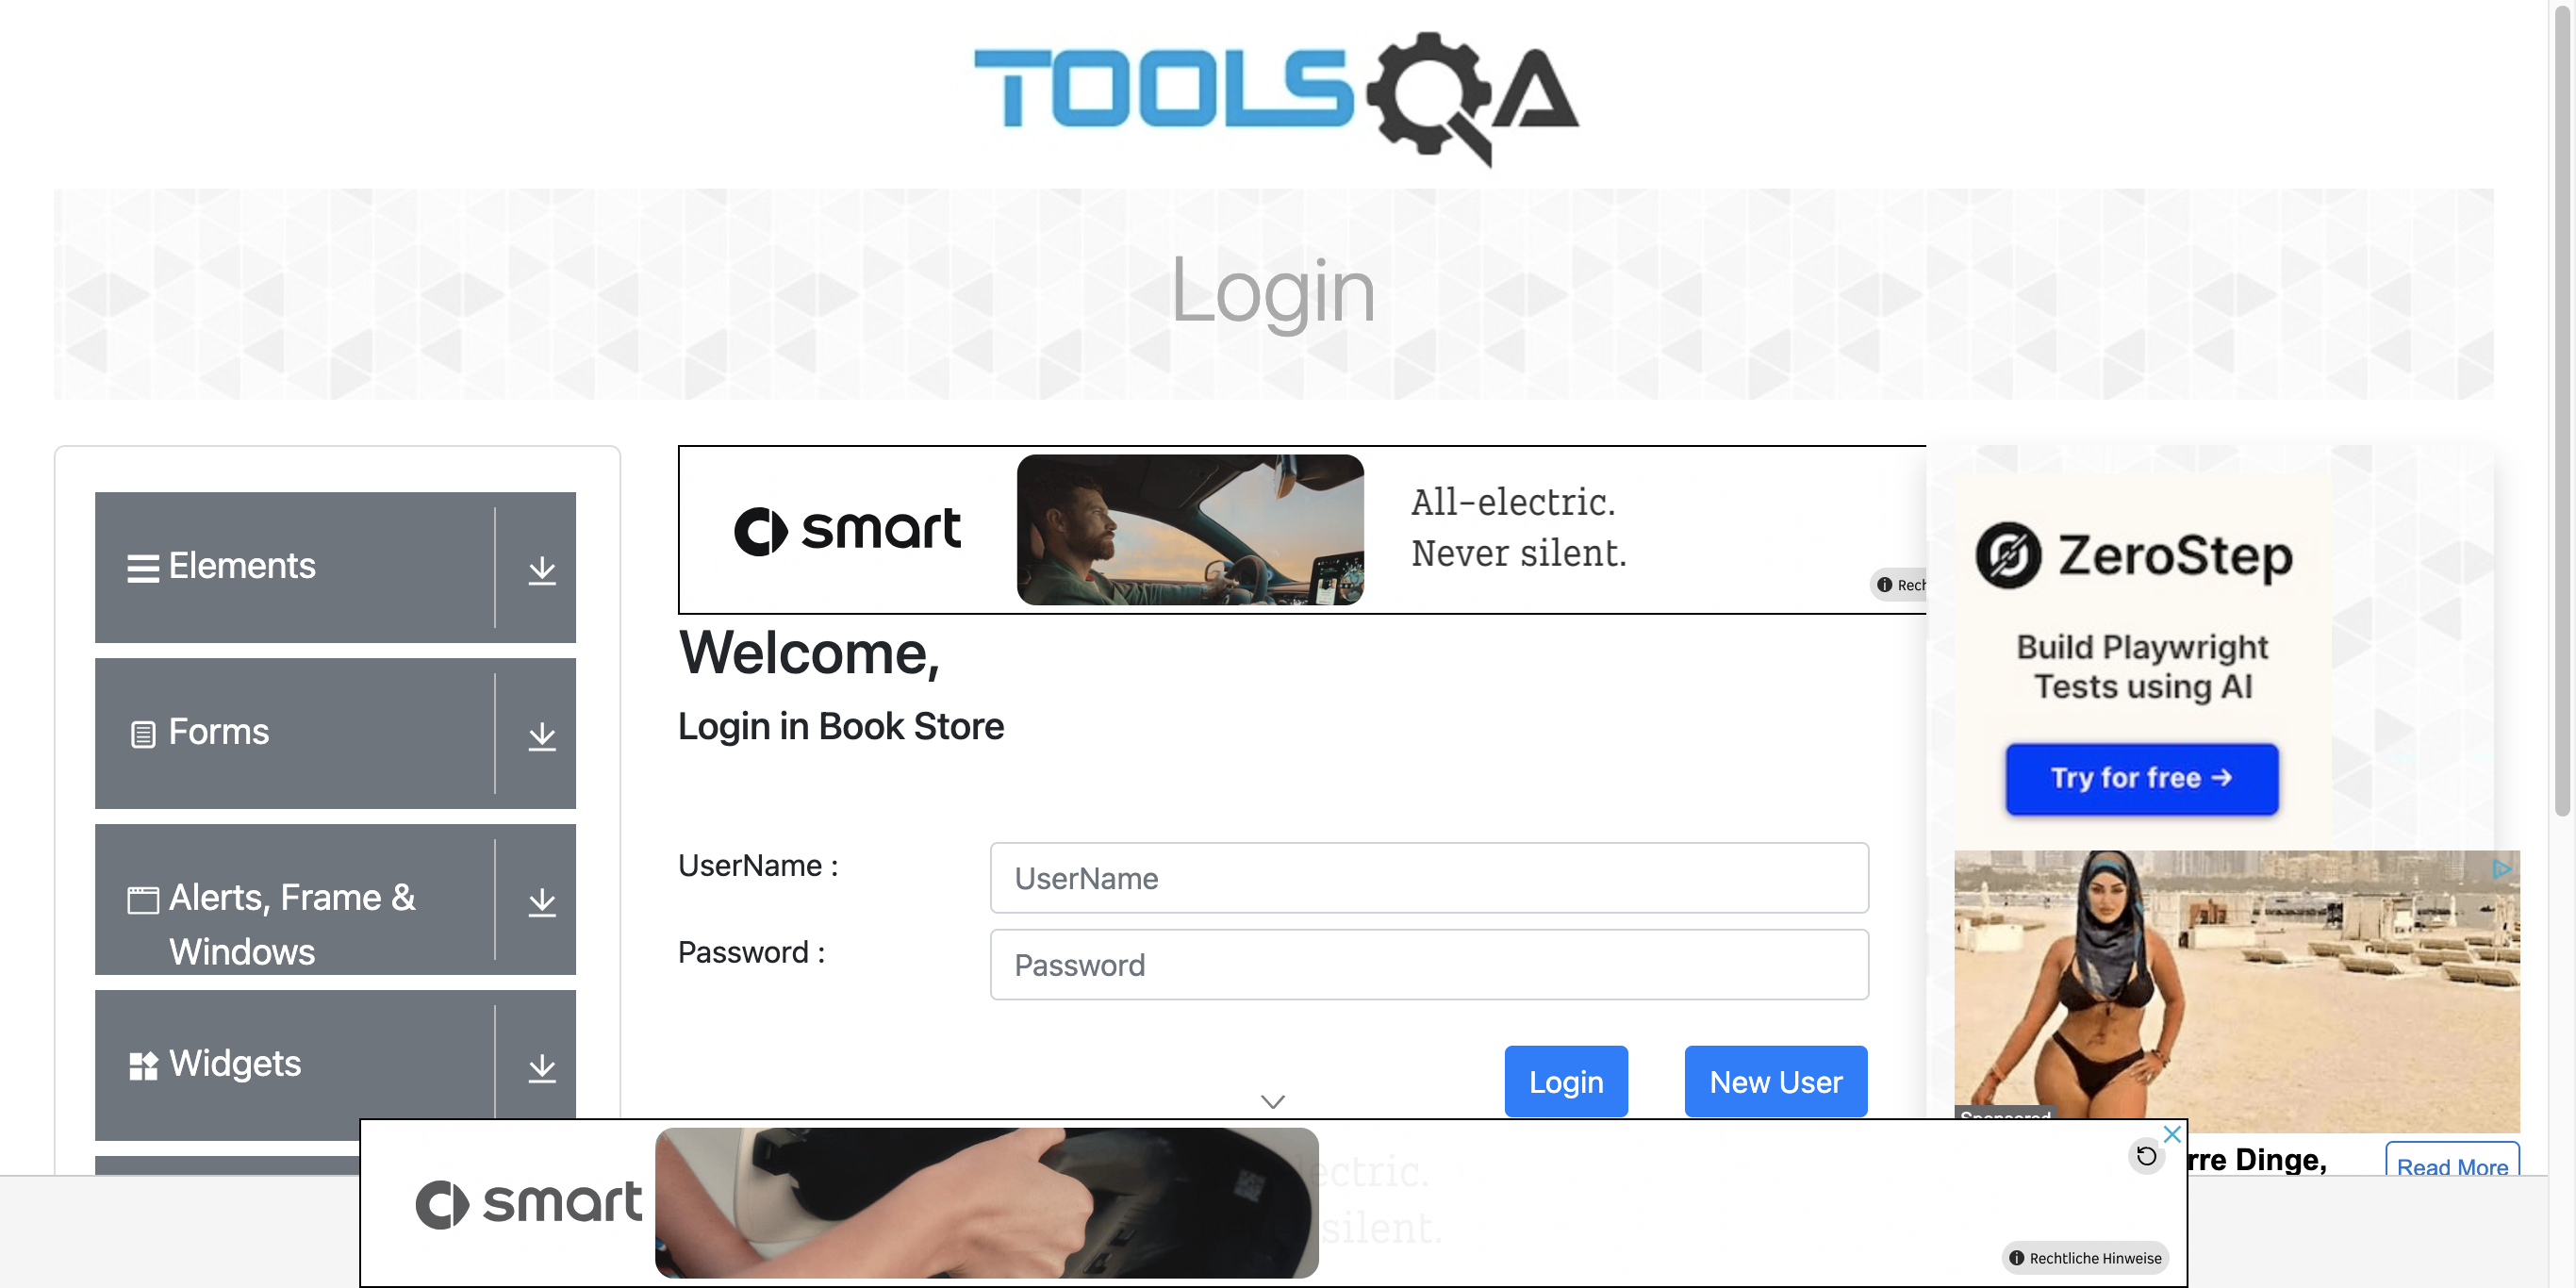 TOOLSQA
Login
Elements
Forms
Alerts, Frame &
Windows
Widgets
smart
All-electric.
Never silent.
Rech
Welcome,
Login in Book Store
UserName :
UserName
Password :
Password
Login
New User
ZeroStep
Build Playwright
Tests using AI
Try for free →
Sponsored
rre Dinge,
Read More
smart
ectric.
silent.
Rechtliche Hinweise